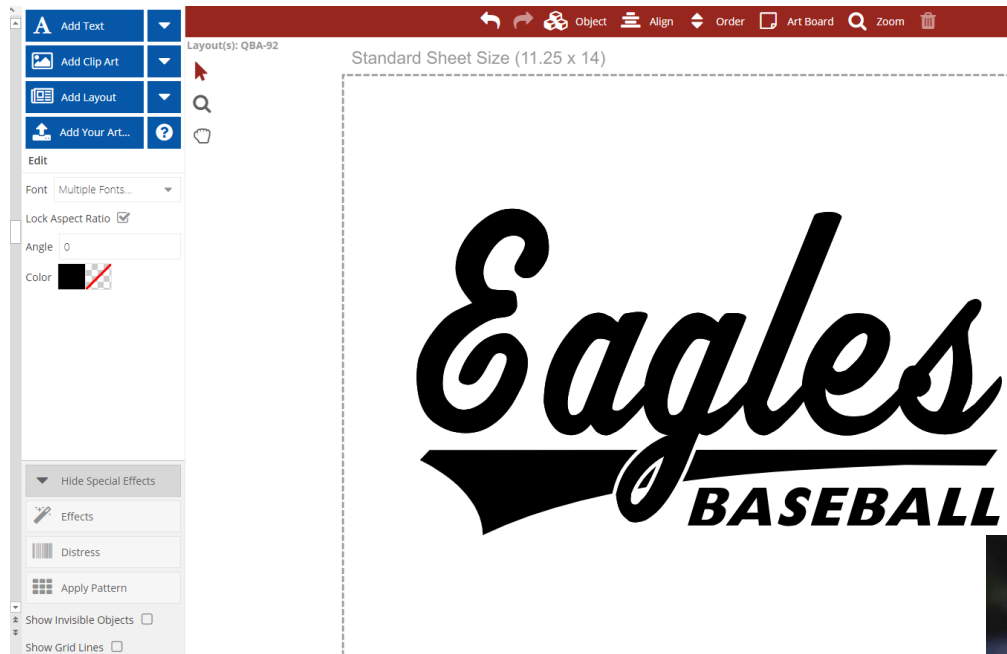 Object Align Order Art Board Zoom
A Add Text
Add Clip Art
Add Layout
Add Your Art... ?
Edit
Font Multiple Fonts...
Lock Aspect Ratio
Angle 0
Color
Hide Special Effects
Effects
Distress
Apply Pattern
Show Invisible Objects
Show Grid Lines
Layout(s): QBA-92
Standard Sheet Size (11.25 x 14)
Eagles
BASEBALL